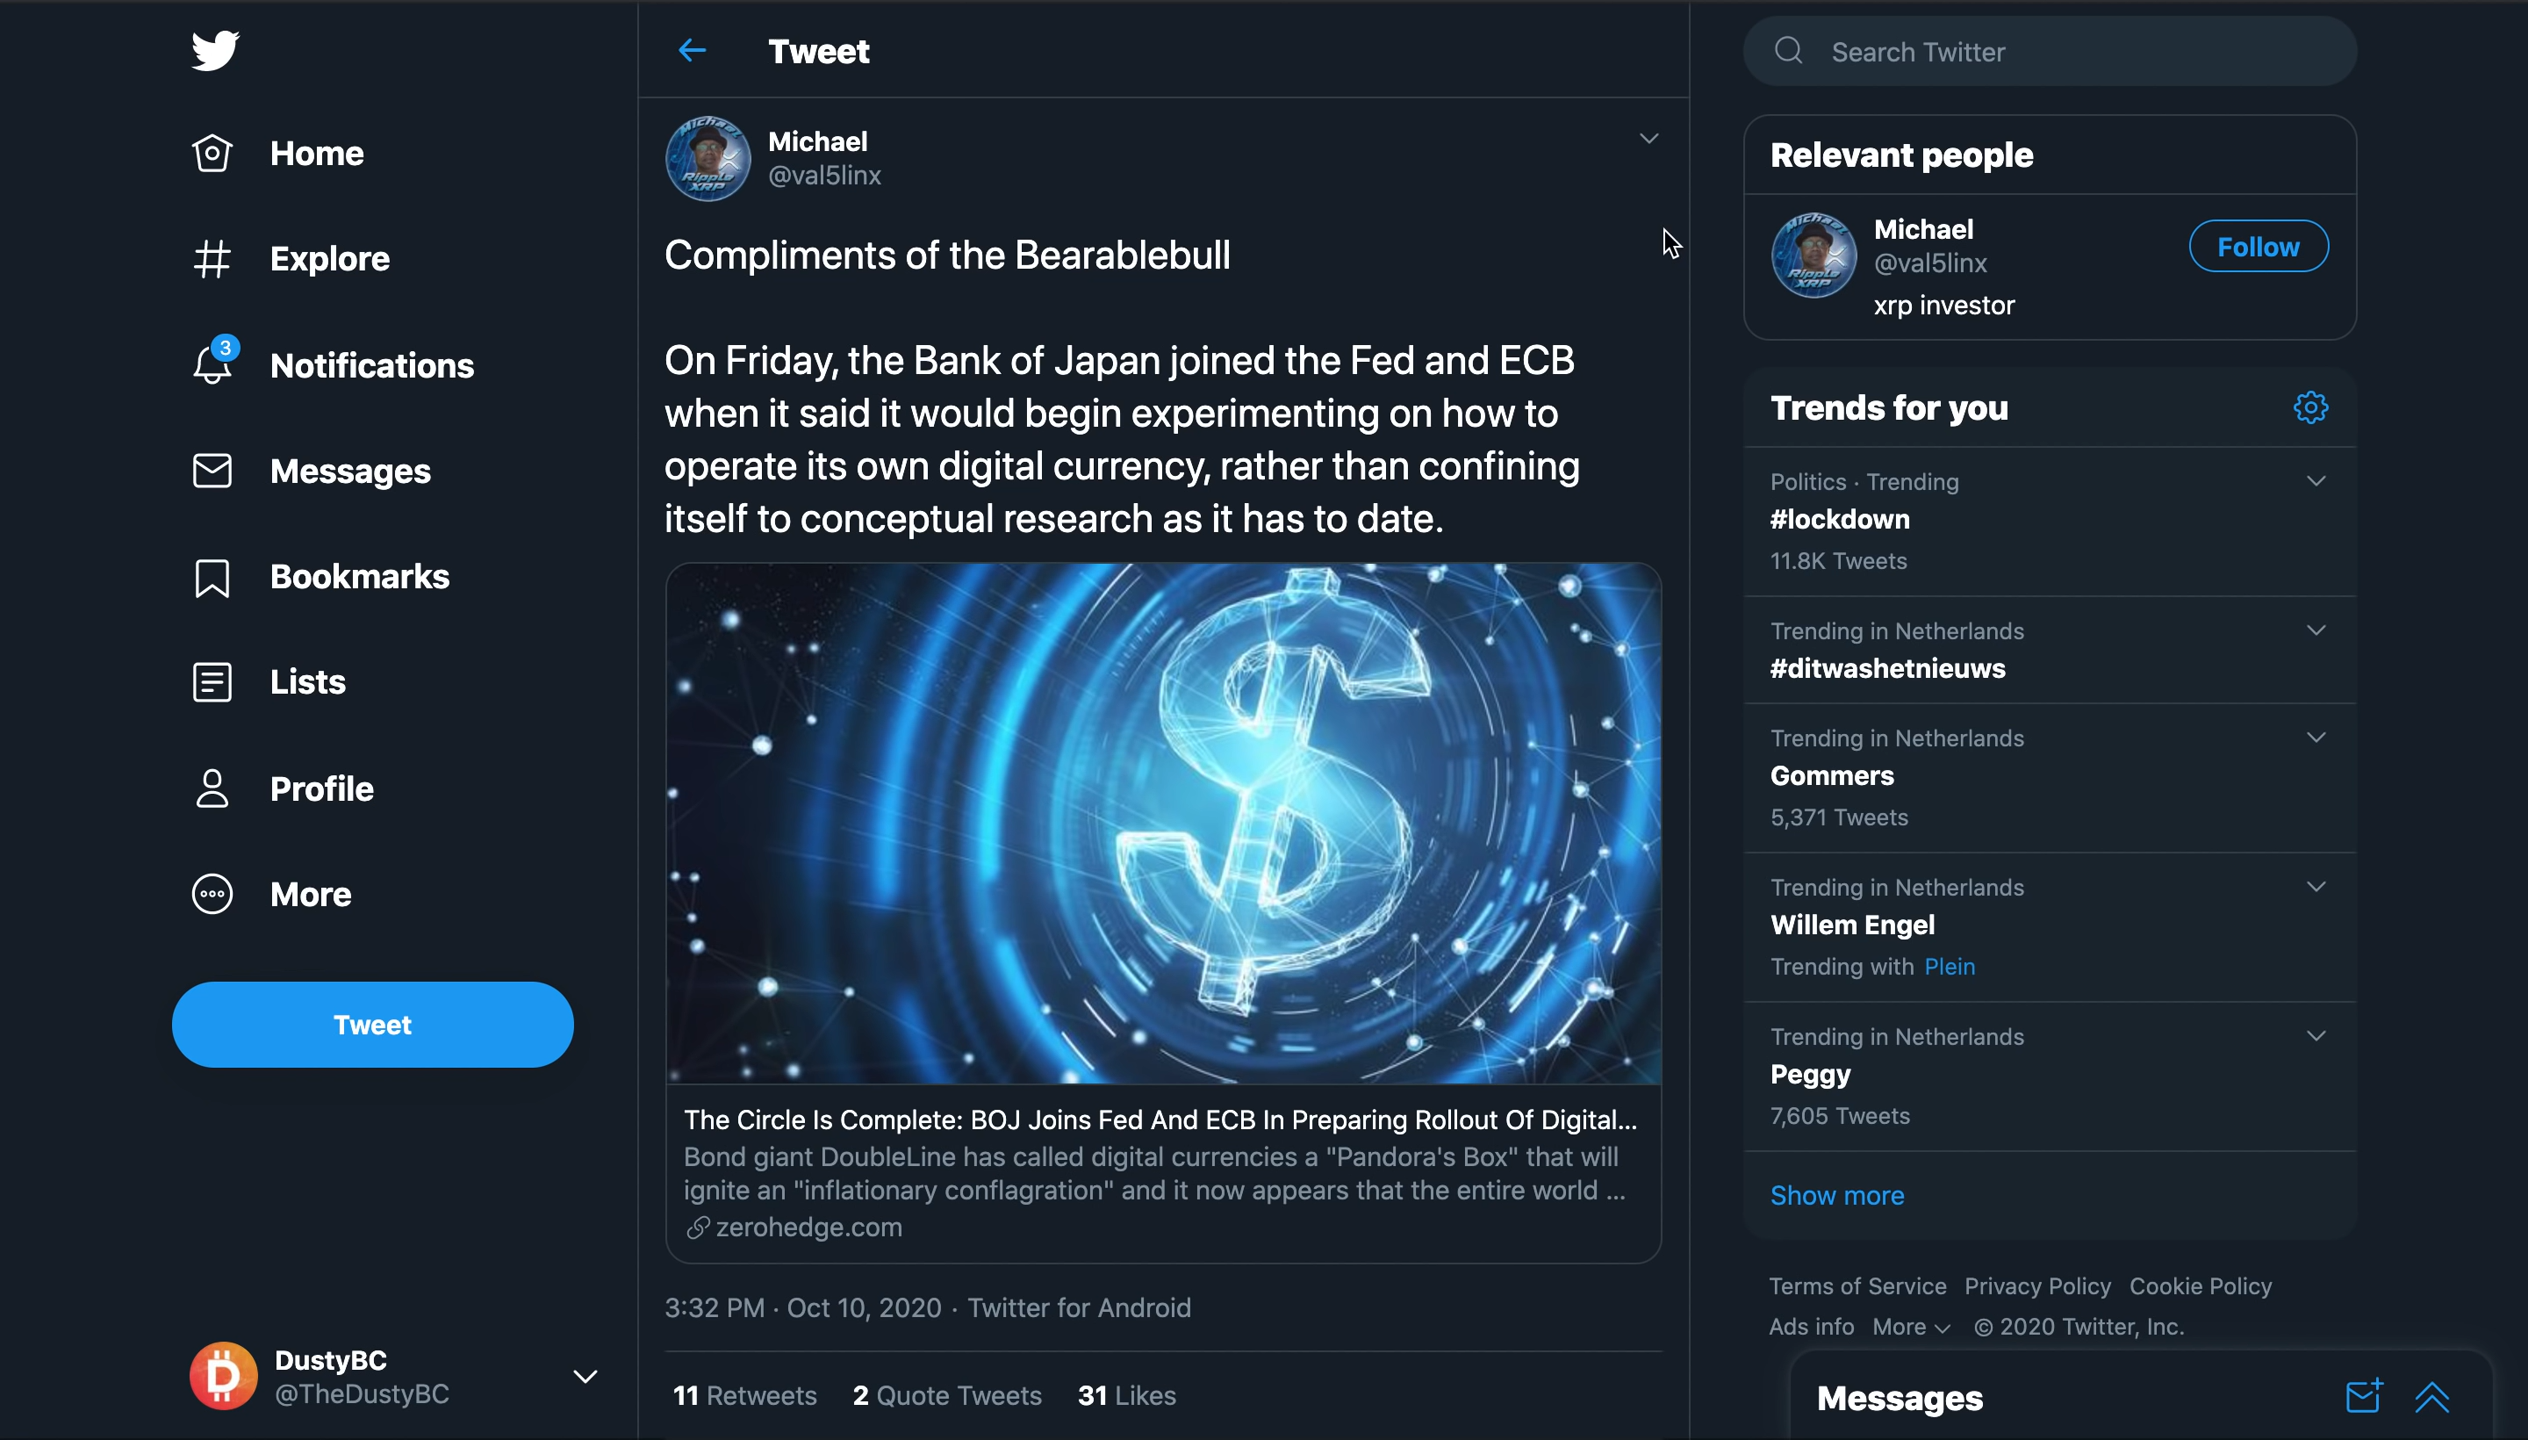 Home
Explore
3
Notifications
Messages
Bookmarks
Lists
Profile
More
Tweet
DustyBC
@TheDustyBC
Tweet
Michael
@val5linx
Compliments of the Bearablebull
On Friday, the Bank of Japan joined the Fed and ECB
when it said it would begin experimenting on how to
operate its own digital currency, rather than confining
itself to conceptual research as it has to date.
The Circle Is Complete: BOJ Joins Fed And ECB In Preparing Rollout Of Digital...
Bond giant DoubleLine has called digital currencies a "Pandora's Box" that will
ignite an "inflationary conflagration" and it now appears that the entire world ...
zerohedge.com
3:32 PM · Oct 10, 2020 · Twitter for Android
11 Retweets 2 Quote Tweets 31 Likes
Search Twitter
Relevant people
Michael
@val5linx
xrp investor
Follow
Trends for you
Politics · Trending
#lockdown
11.8K Tweets
Trending in Netherlands
#ditwashetnieuws
Trending in Netherlands
Gommers
5,371 Tweets
Trending in Netherlands
Willem Engel
Trending with Plein
Trending in Netherlands
Peggy
7,605 Tweets
Show more
Terms of Service Privacy Policy Cookie Policy
Ads info More © 2020 Twitter, Inc.
Messages
Michael
Ripple
XRP
Michael
Ripple
XRP